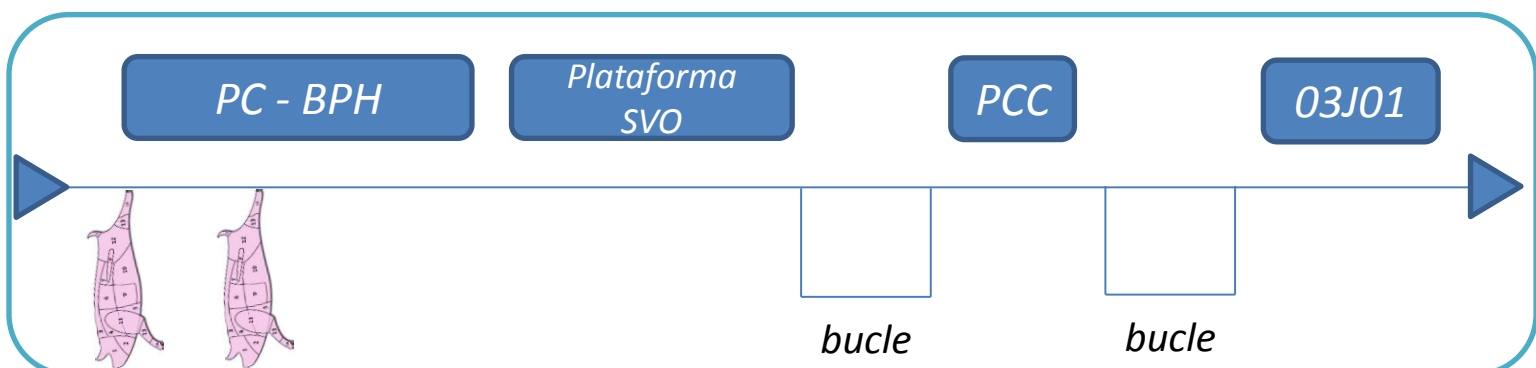 PC - BPH
Plataforma
SVO
PCC
03J01
bucle
bucle